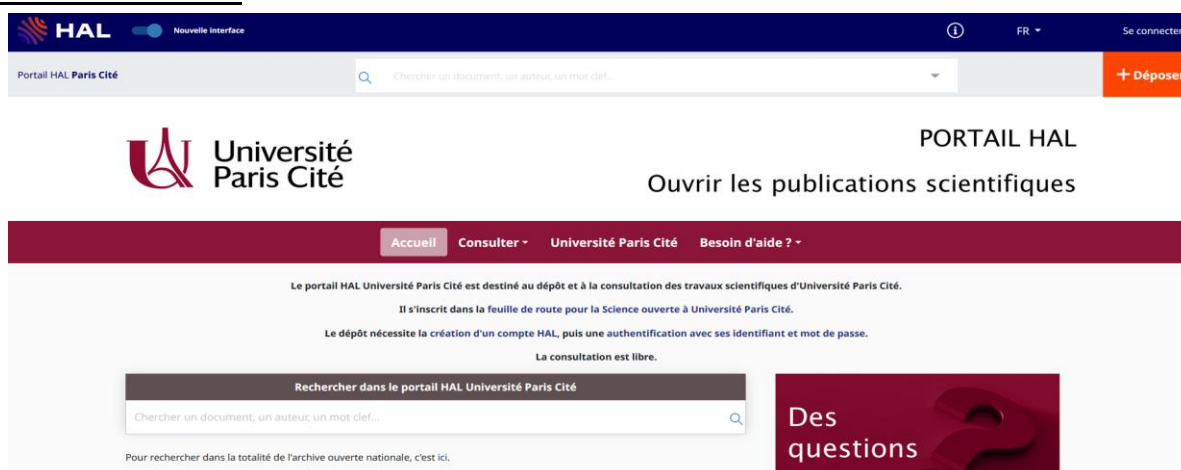 HAL Nouvelle interface FR Se connecter
Portail HAL Paris Cité Chercher un document, un auteur, un mot clef... + Déposer
Université
Paris Cité
PORTAIL HAL
Ouvrir les publications scientifiques
Accueil Consulter Université Paris Cité Besoin d'aide ?
Le portail HAL Université Paris Cité est destiné au dépôt et à la consultation des travaux scientifiques d'Université Paris Cité.
Il s'inscrit dans la feuille de route pour la Science ouverte à Université Paris Cité.
Le dépôt nécessite la création d'un compte HAL, puis une authentification avec ses identifiant et mot de passe.
La consultation est libre.
Rechercher dans le portail HAL Université Paris Cité
Chercher un document, un auteur, un mot clef...
Pour rechercher dans la totalité de l'archive ouverte nationale, c'est ici.
Des
questions